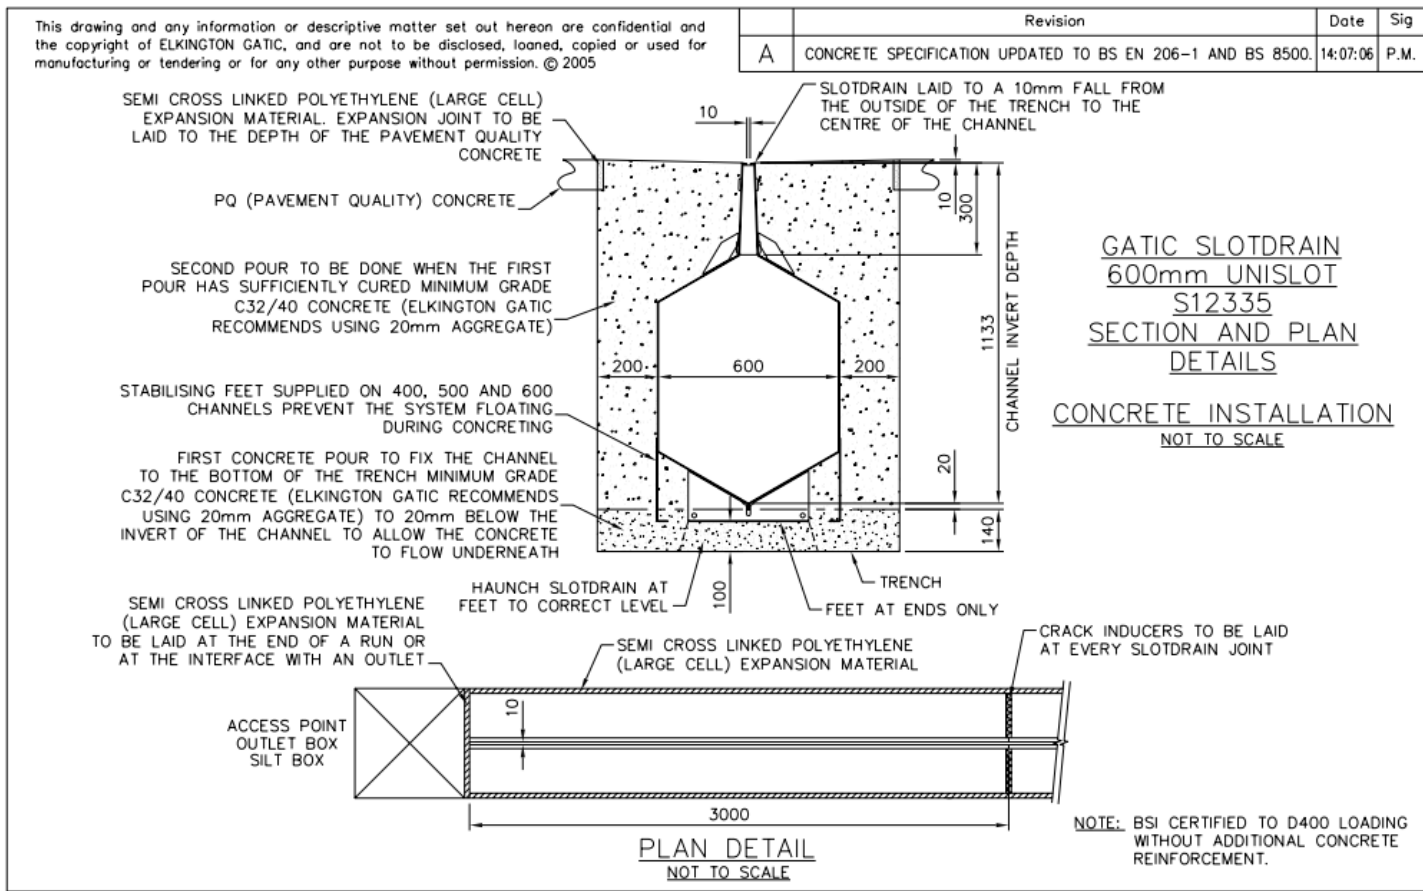 This drawing and any information or descriptive matter set out hereon are confidential and
the copyright of ELKINGTON GATIC, and are not to be disclosed, loaned, copied or used for
manufacturing or tendering or for any other purpose without permission. © 2005
Revision Date Sig
A CONCRETE SPECIFICATION UPDATED TO BS EN 206-1 AND BS 8500. 14:07:06 P.M.
SEMI CROSS LINKED POLYETHYLENE (LARGE CELL)
EXPANSION MATERIAL. EXPANSION JOINT TO BE
LAID TO THE DEPTH OF THE PAVEMENT QUALITY
CONCRETE
10
SLOTDRAIN LAID TO A 10mm FALL FROM
THE OUTSIDE OF THE TRENCH TO THE
CENTRE OF THE CHANNEL
PQ (PAVEMENT QUALITY) CONCRETE
10
300
1133
CHANNEL INVERT DEPTH
GATIC SLOTDRAIN
600mm UNISLOT
S12335
SECTION AND PLAN
DETAILS
CONCRETE INSTALLATION
NOT TO SCALE
SECOND POUR TO BE DONE WHEN THE FIRST
POUR HAS SUFFICIENTLY CURED MINIMUM GRADE
C32/40 CONCRETE (ELKINGTON GATIC
RECOMMENDS USING 20mm AGGREGATE)
200 600 200
STABILISING FEET SUPPLIED ON 400, 500 AND 600
CHANNELS PREVENT THE SYSTEM FLOATING
DURING CONCRETING
FIRST CONCRETE POUR TO FIX THE CHANNEL
TO THE BOTTOM OF THE TRENCH MINIMUM GRADE
C32/40 CONCRETE (ELKINGTON GATIC RECOMMENDS
USING 20mm AGGREGATE) TO 20mm BELOW THE
INVERT OF THE CHANNEL TO ALLOW THE CONCRETE
TO FLOW UNDERNEATH
20
140
100
HAUNCH SLOTDRAIN AT
FEET TO CORRECT LEVEL
TRENCH
FEET AT ENDS ONLY
SEMI CROSS LINKED POLYETHYLENE
(LARGE CELL) EXPANSION MATERIAL
TO BE LAID AT THE END OF A RUN OR
AT THE INTERFACE WITH AN OUTLET
SEMI CROSS LINKED POLYETHYLENE
(LARGE CELL) EXPANSION MATERIAL
CRACK INDUCERS TO BE LAID
AT EVERY SLOTDRAIN JOINT
ACCESS POINT
OUTLET BOX
SILT BOX
10
3000
PLAN DETAIL
NOT TO SCALE
NOTE: BSI CERTIFIED TO D400 LOADING
WITHOUT ADDITIONAL CONCRETE
REINFORCEMENT.